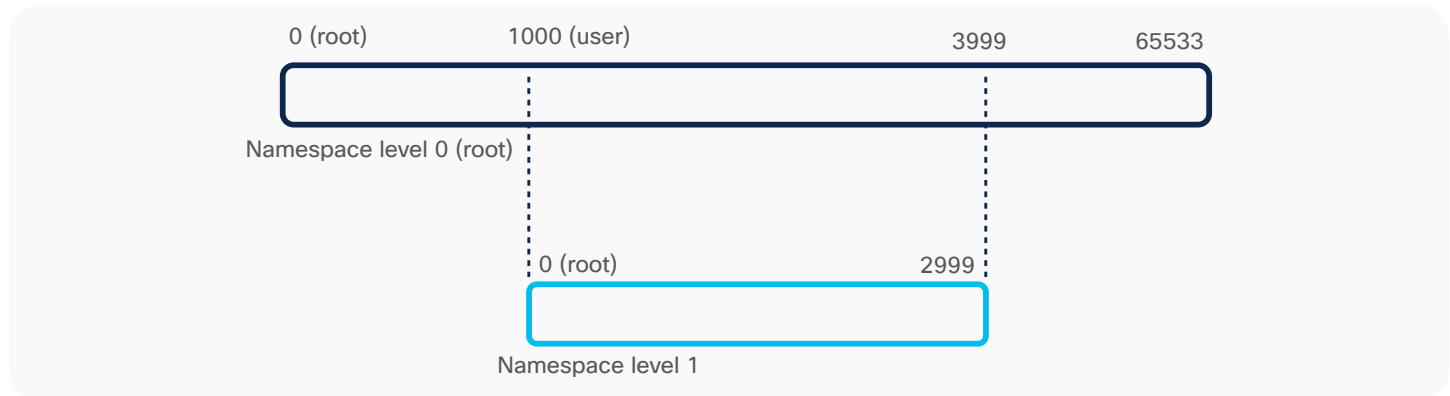 0 (root) 1000 (user) 3999 65533
Namespace level 0 (root)
0 (root) 2999
Namespace level 1